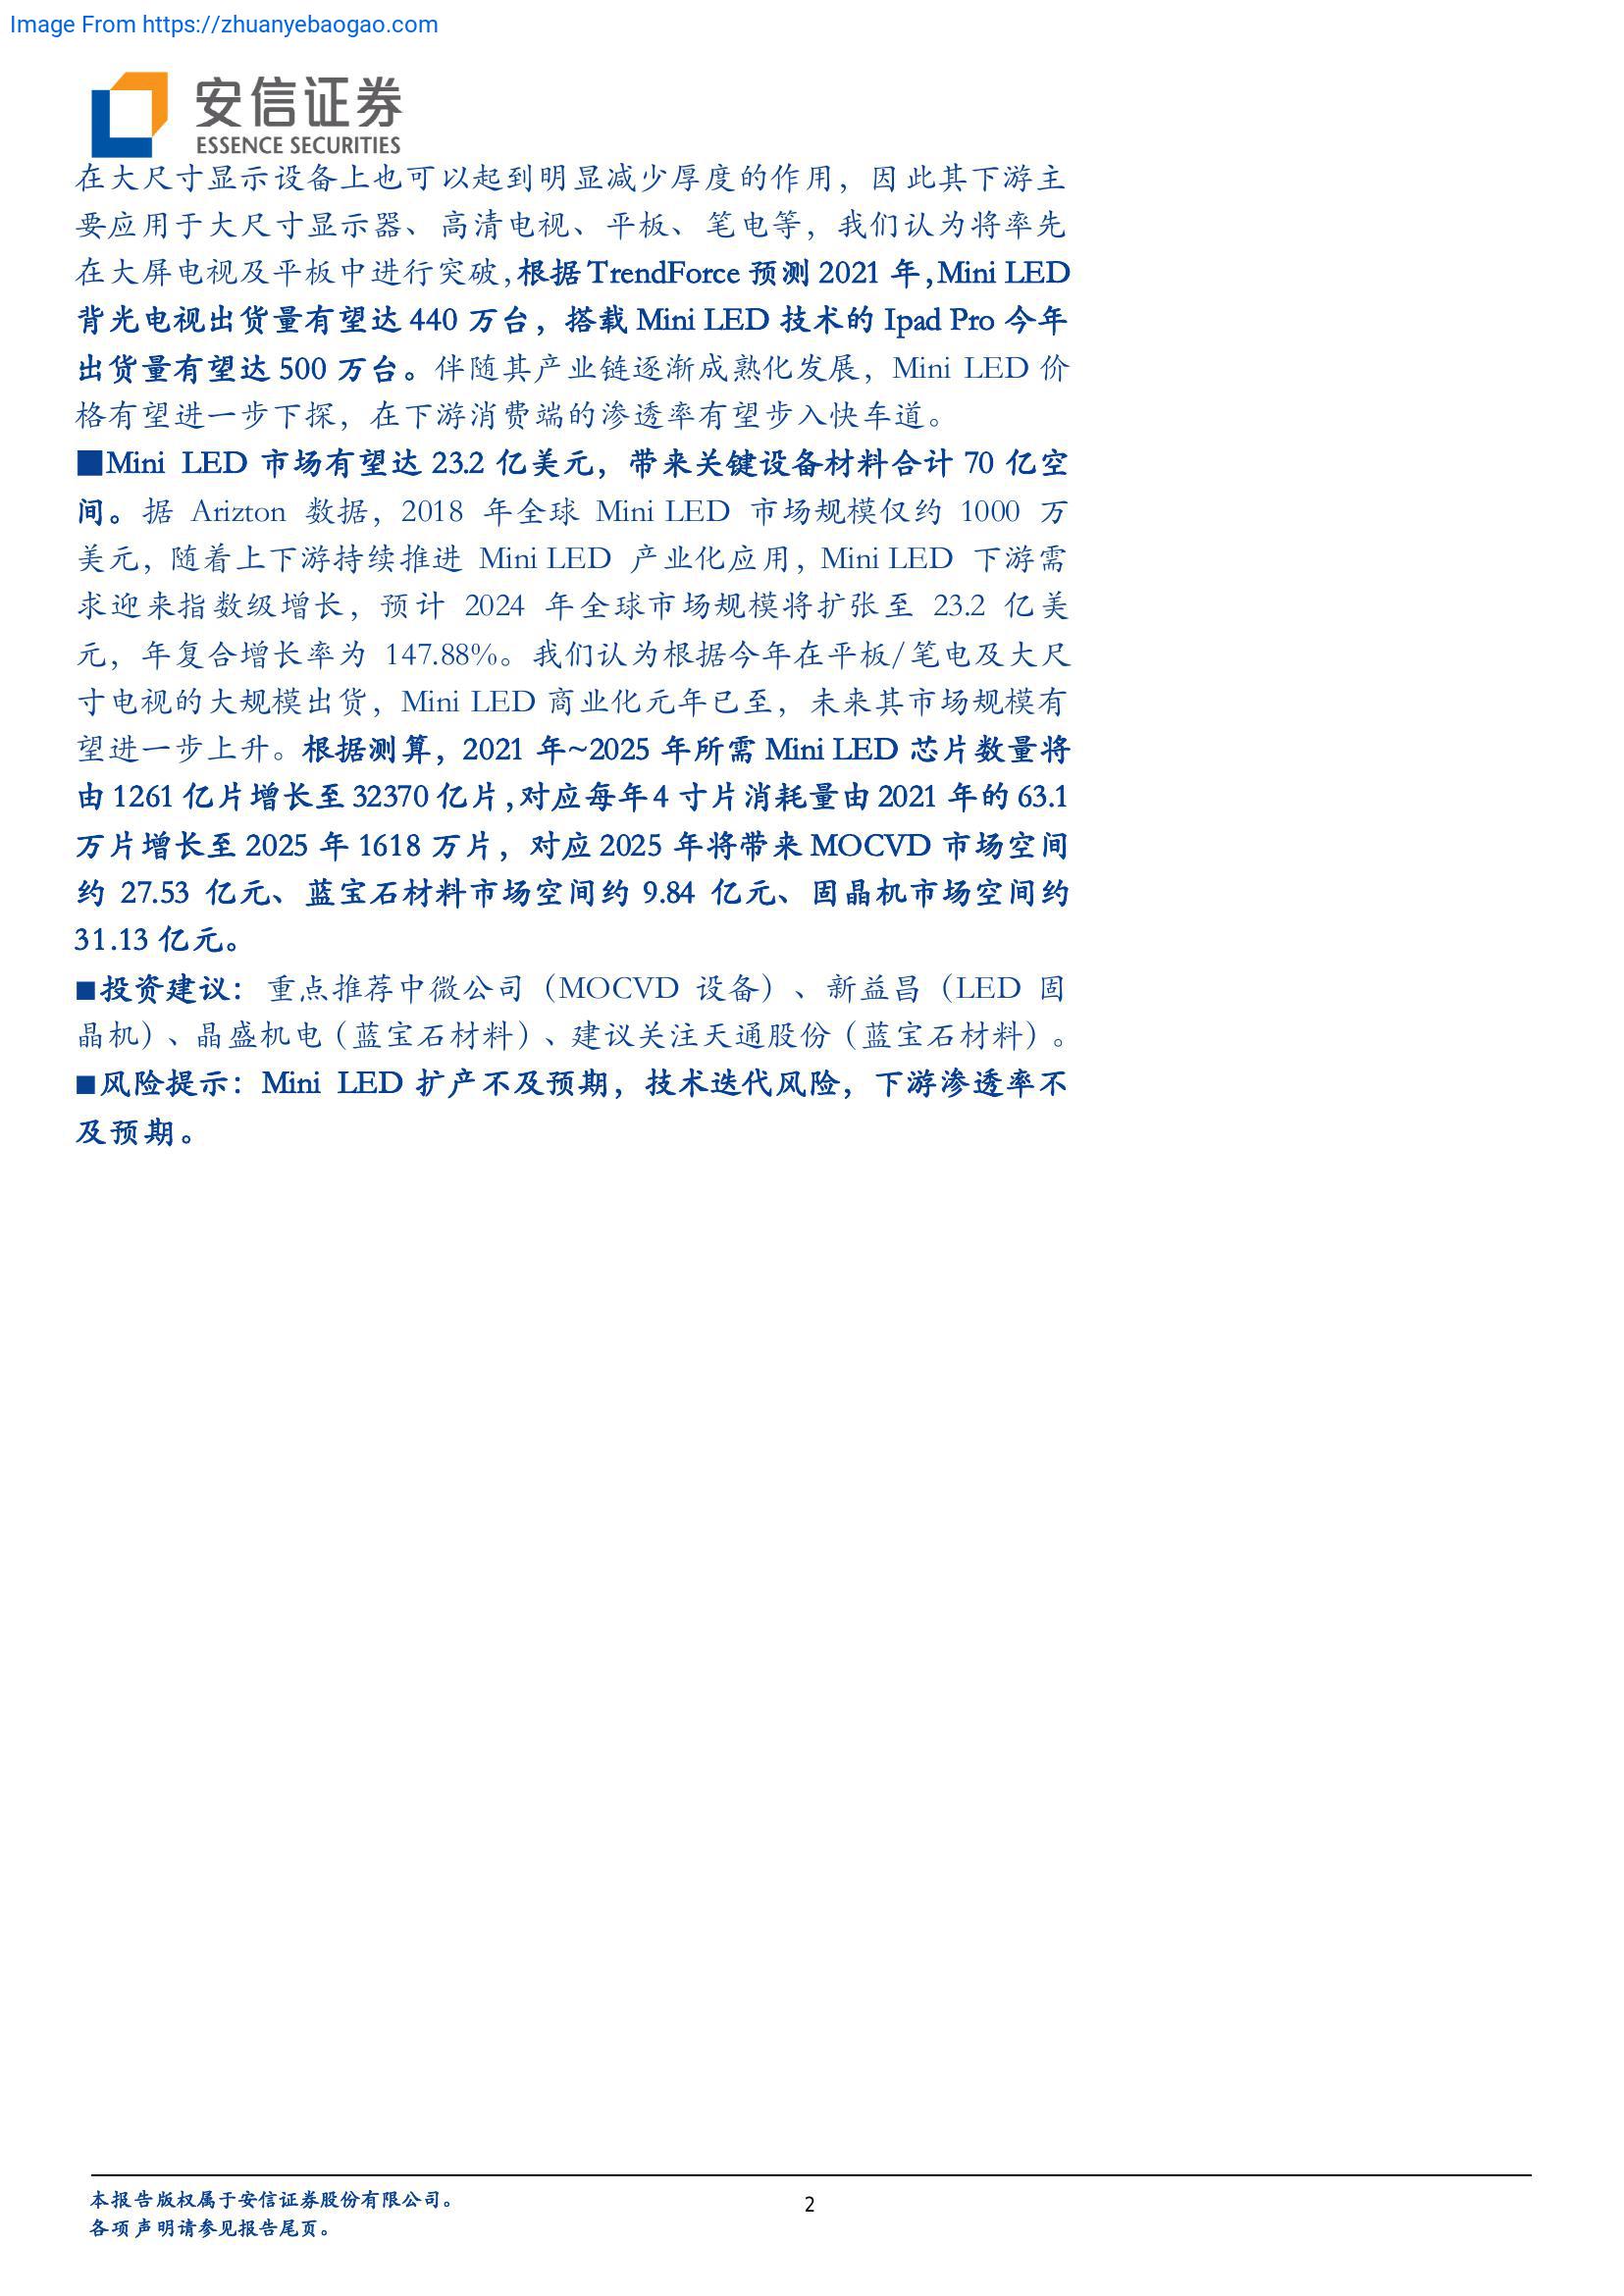 Image From https://zhuanyebaogao.com
安信证券
ESSENCE SECURITIES
在大尺寸显示设备上也可以起到明显减少厚度的作用，因此其下游主
要应用于大尺寸显示器、高清电视、平板、笔电等，我们认为将率先
在大屏电视及平板中进行突破，根据 TrendForce 预测 2021 年，Mini LED
背光电视出货量有望达 440 万台，搭载 Mini LED 技术的 Ipad Pro 今年
出货量有望达 500 万台。伴随其产业链逐渐成熟化发展，Mini LED 价
格有望进一步下探，在下游消费端的渗透率有望步入快车道。
■Mini LED 市场有望达 23.2 亿美元，带来关键设备材料合计 70 亿空
间。据 Arizton 数据，2018 年全球 Mini LED 市场规模仅约 1000 万
美元，随着上下游持续推进 Mini LED 产业化应用，Mini LED 下游需
求迎来指数级增长，预计 2024 年全球市场规模将扩张至 23.2 亿美
元，年复合增长率为 147.88%。我们认为根据今年在平板/笔电及大尺
寸电视的大规模出货，Mini LED 商业化元年已至，未来其市场规模有
望进一步上升。根据测算，2021 年~2025 年所需 Mini LED 芯片数量将
由 1261 亿片增长至 32370 亿片，对应每年 4 寸片消耗量由 2021 年的 63.1
万片增长至 2025 年 1618 万片，对应 2025 年将带来 MOCVD 市场空间
约 27.53 亿元、蓝宝石材料市场空间约 9.84 亿元、固晶机市场空间约
31.13 亿元。
■投资建议：重点推荐中微公司（MOCVD 设备）、新益昌（LED 固
晶机）、晶盛机电（蓝宝石材料）、建议关注天通股份（蓝宝石材料）。
■风险提示：Mini LED 扩产不及预期，技术迭代风险，下游渗透率不
及预期。
本报告版权属于安信证券股份有限公司。
各项声明请参见报告尾页。
2